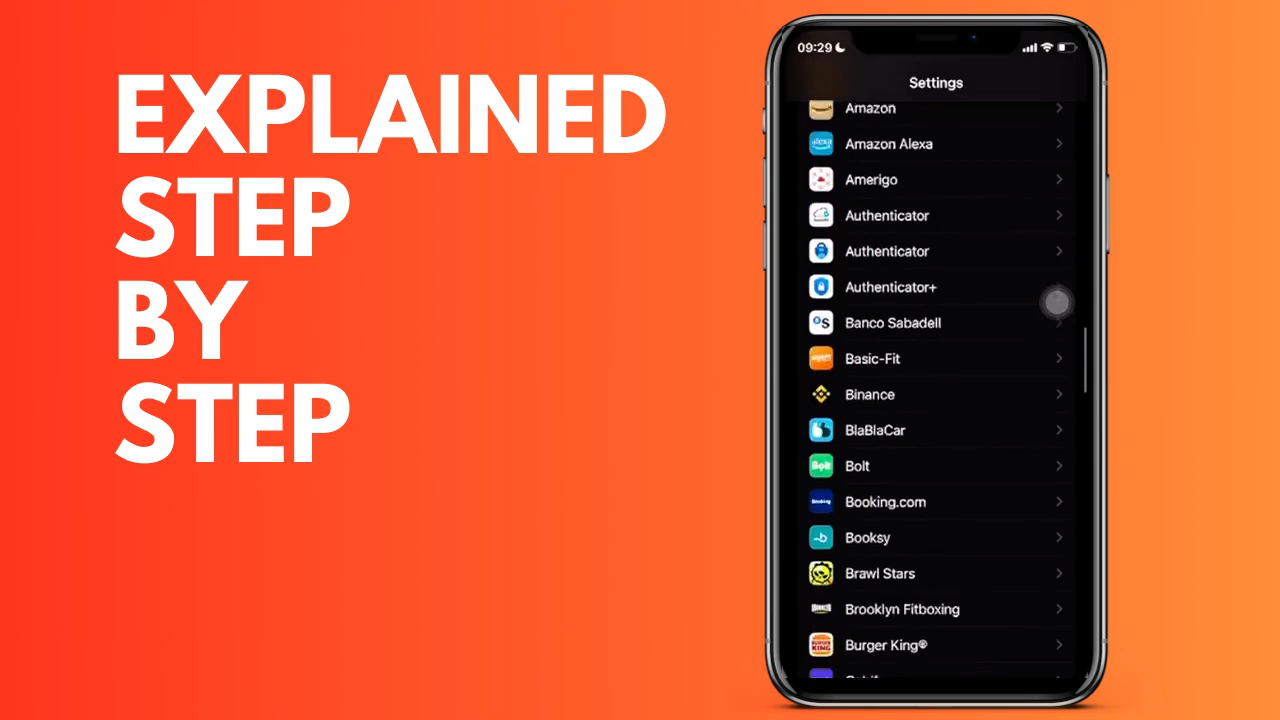 EXPLAINED
STEP
BY
STEP
09:29
Settings
Amazon
Amazon Alexa
Amerigo
Authenticator
Authenticator
Authenticator+
Banco Sabadell
Basic-Fit
Binance
BlaBlaCar
Bolt
Booking.com
Booksy
Brawl Stars
Brooklyn Fitboxing
Burger King®